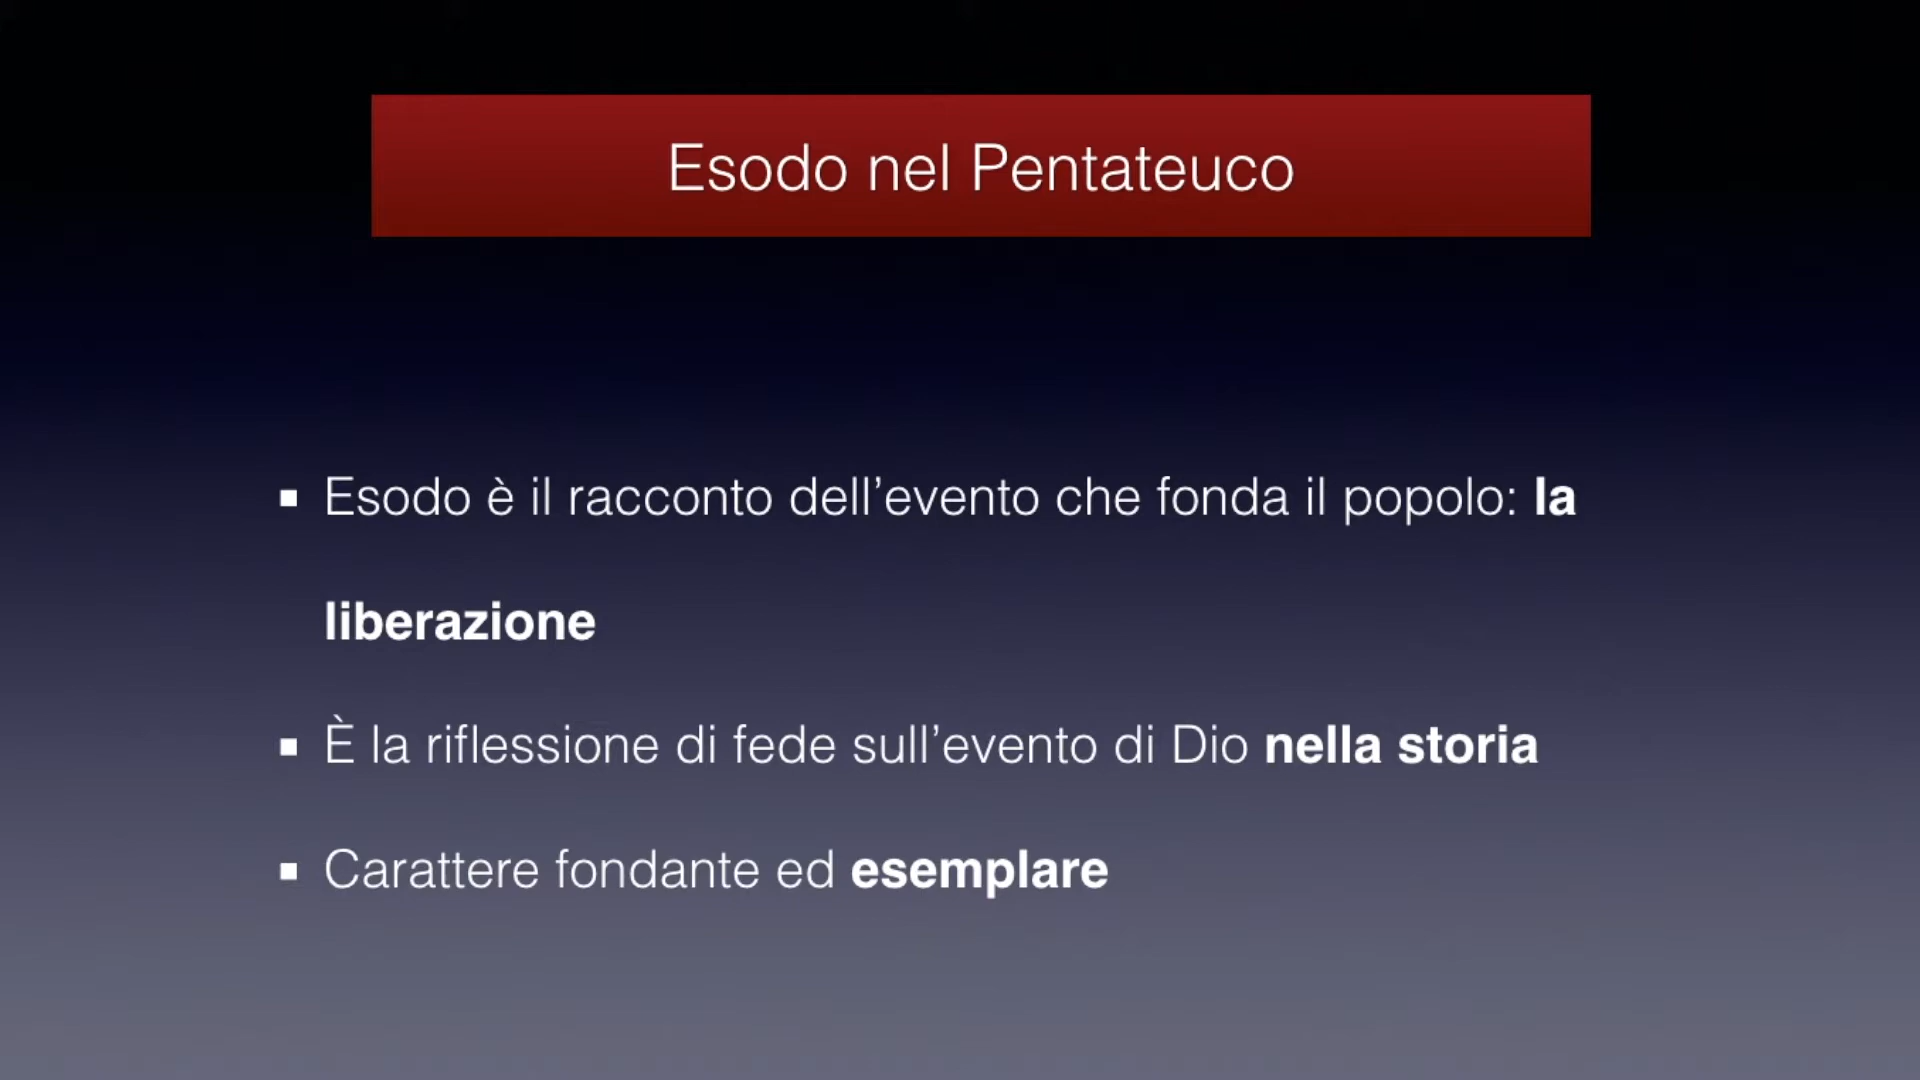 Esodo nel Pentateuco
▪ Esodo è il racconto dell’evento che fonda il popolo: la
liberazione
▪ È la riflessione di fede sull’evento di Dio nella storia
▪ Carattere fondante ed esemplare